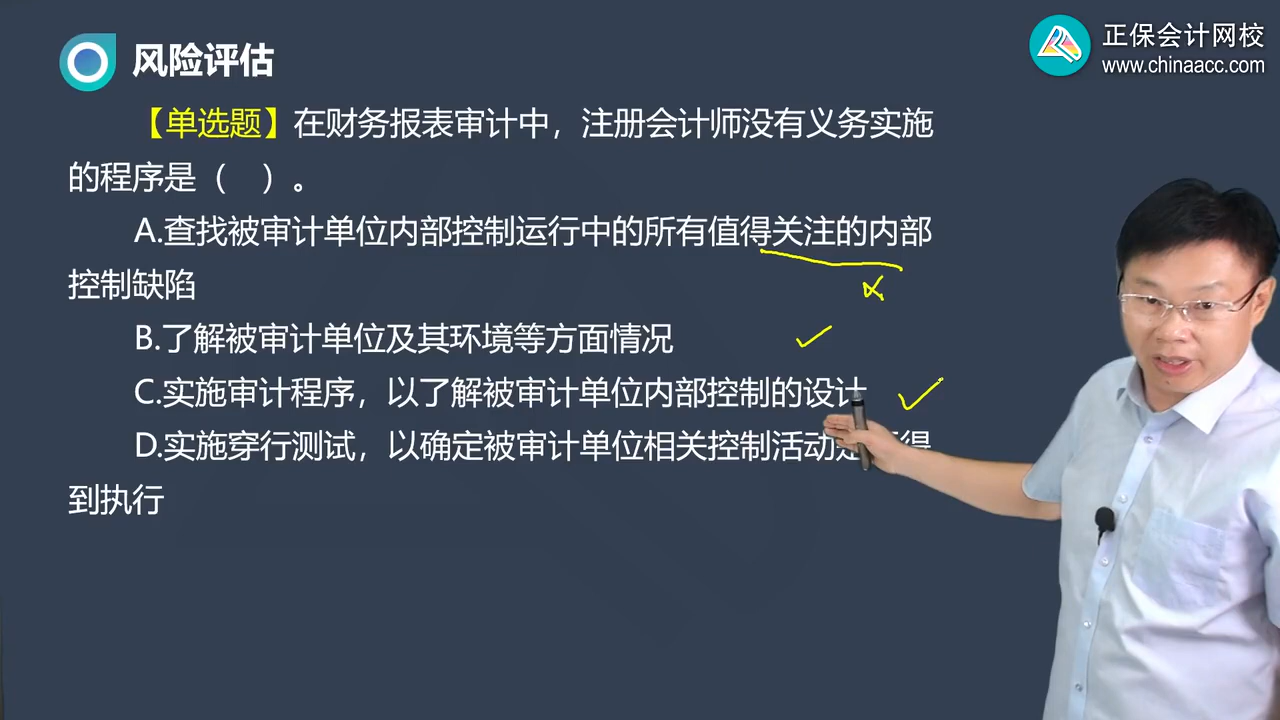 风险评估
正保会计网校
www.chinaacc.com
【单选题】在财务报表审计中，注册会计师没有义务实施
的程序是（　）。
A.查找被审计单位内部控制运行中的所有值得关注的内部
控制缺陷
B.了解被审计单位及其环境等方面情况
C.实施审计程序，以了解被审计单位内部控制的设计
D.实施穿行测试，以确定被审计单位相关控制活动
到执行